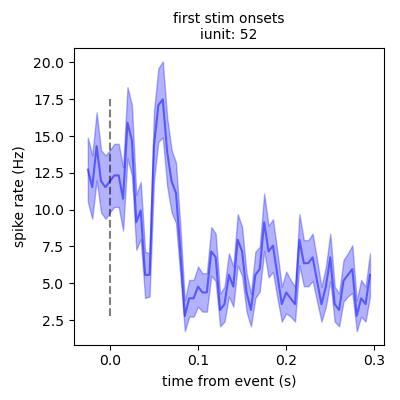 first stim onsets
iunit: 52
20.0
17.5
15.0
12.5
10.0
7.5
5.0
2.5
spike rate (Hz)
0.0 0.1 0.2 0.3
time from event (s)